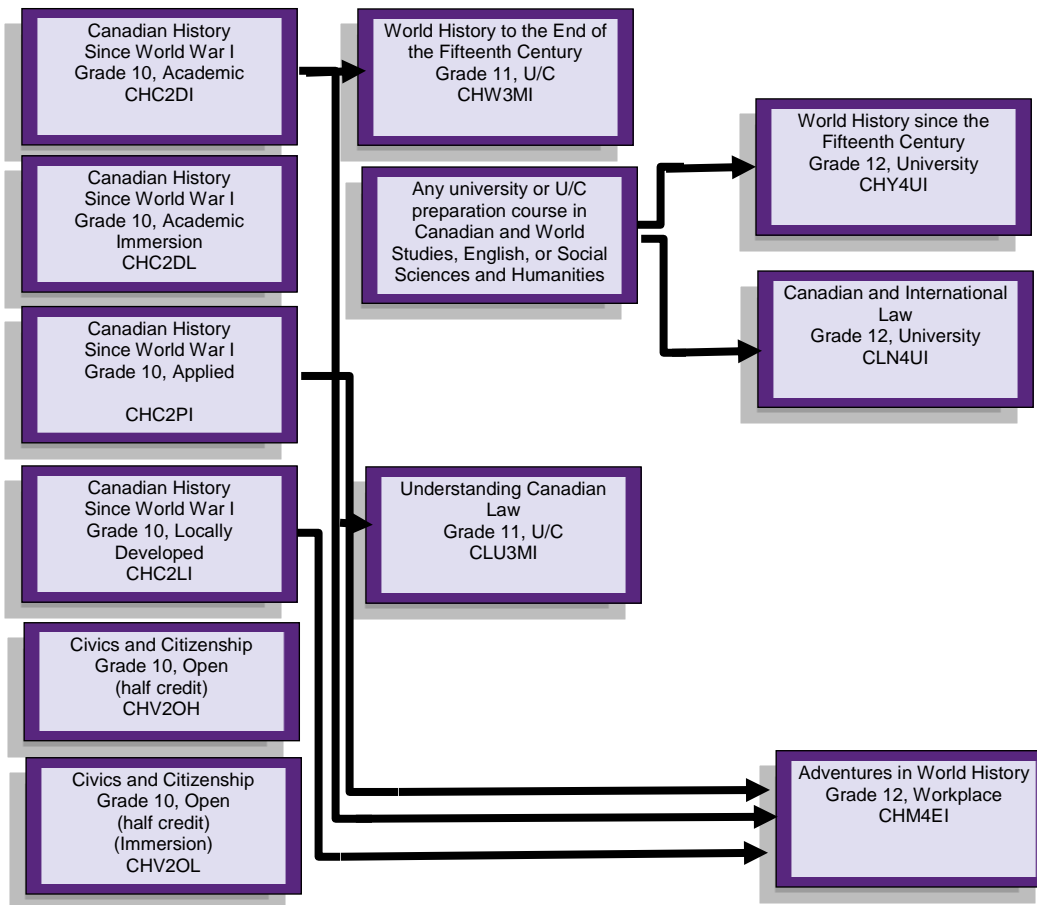 Canadian History
Since World War I
Grade 10, Academic
CHC2DI
World History to the End of
the Fifteenth Century
Grade 11, U/C
CHW3MI
World History since the
Fifteenth Century
Grade 12, University
CHY4UI
Canadian History
Since World War I
Grade 10, Academic
Immersion
CHC2DL
Any university or U/C
preparation course in
Canadian and World
Studies, English, or Social
Sciences and Humanities
Canadian and International
Law
Grade 12, University
CLN4UI
Canadian History
Since World War I
Grade 10, Applied
CHC2PI
Canadian History
Since World War I
Grade 10, Locally
Developed
CHC2LI
Understanding Canadian
Law
Grade 11, U/C
CLU3MI
Civics and Citizenship
Grade 10, Open
(half credit)
CHV2OH
Civics and Citizenship
Grade 10, Open
(half credit)
(Immersion)
CHV2OL
Adventures in World History
Grade 12, Workplace
CHM4EI